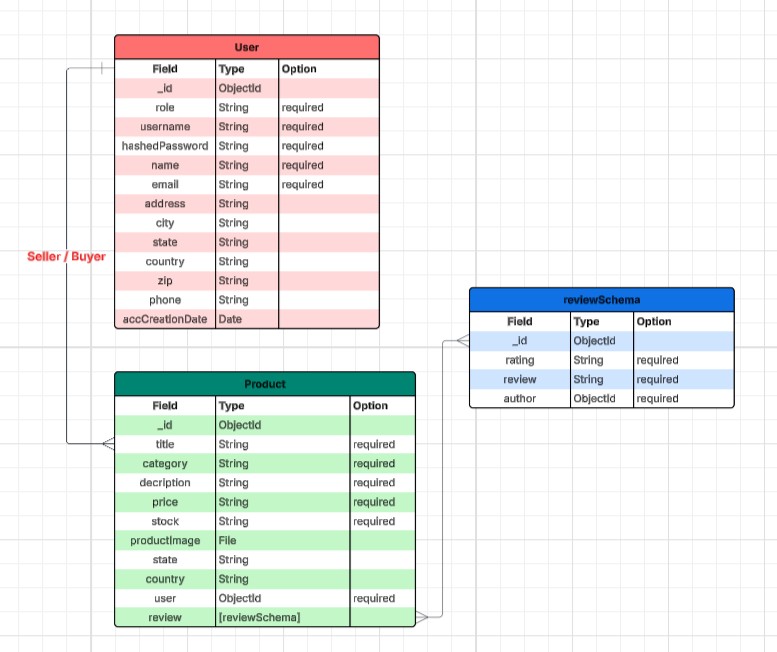 User
Field Type Option
_id ObjectId
role String required
username String required
hashedPassword String required
name String required
email String required
address String
city String
state String
Seller / Buyer
country String
zip String
phone String
accCreationDate Date
reviewSchema
Field Type Option
_id ObjectId
rating String required
review String required
author ObjectId required
Product
Field Type Option
_id ObjectId
title String required
category String required
decription String required
price String required
stock String required
productImage File
state String
country String
user ObjectId required
review [reviewSchema]